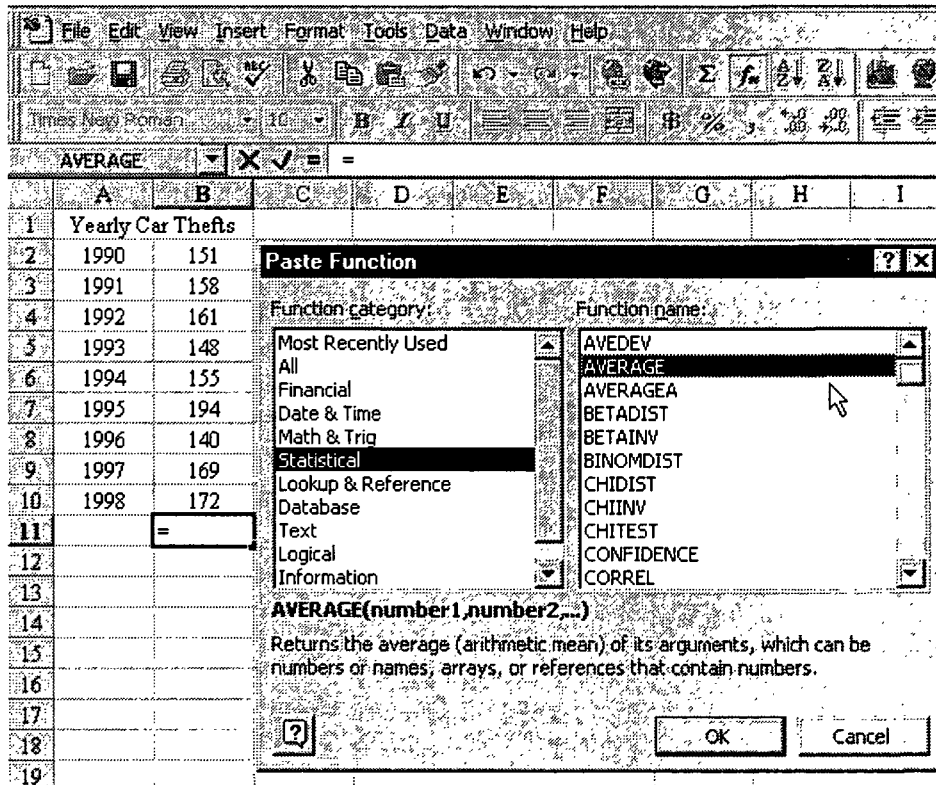 File Edit View Insert Format Tools Data Window Help
Times New Roman 10 B I U
AVERAGE =
A B C D E F G H I
1 Yearly Car Thefts
2 1990 151
3 1991 158
4 1992 161
5 1993 148
6 1994 155
7 1995 194
8 1996 140
9 1997 169
10 1998 172
11 =
12
13
14
15
16
17
18
19
Paste Function
Function category:
Most Recently Used
All
Financial
Date & Time
Math & Trig
Statistical
Lookup & Reference
Database
Text
Logical
Information
Function name:
AVEDEV
AVERAGE
AVERAGEA
BETADIST
BETAINV
BINOMDIST
CHIDIST
CHIINV
CHITEST
CONFIDENCE
CORREL
AVERAGE(number1,number2,...)
Returns the average (arithmetic mean) of its arguments, which can be
numbers or names, arrays, or references that contain numbers.
OK Cancel